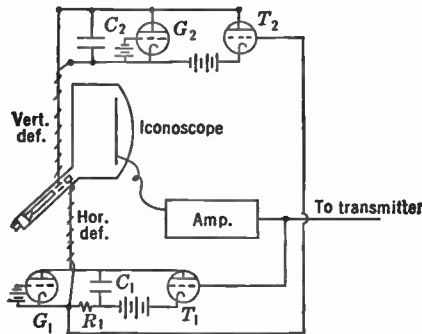 C₂
G₂
T₂
Vert.
def.
Iconoscope
Hor.
def.
Amp.
To transmitter
G₁
C₁
R₁
T₁